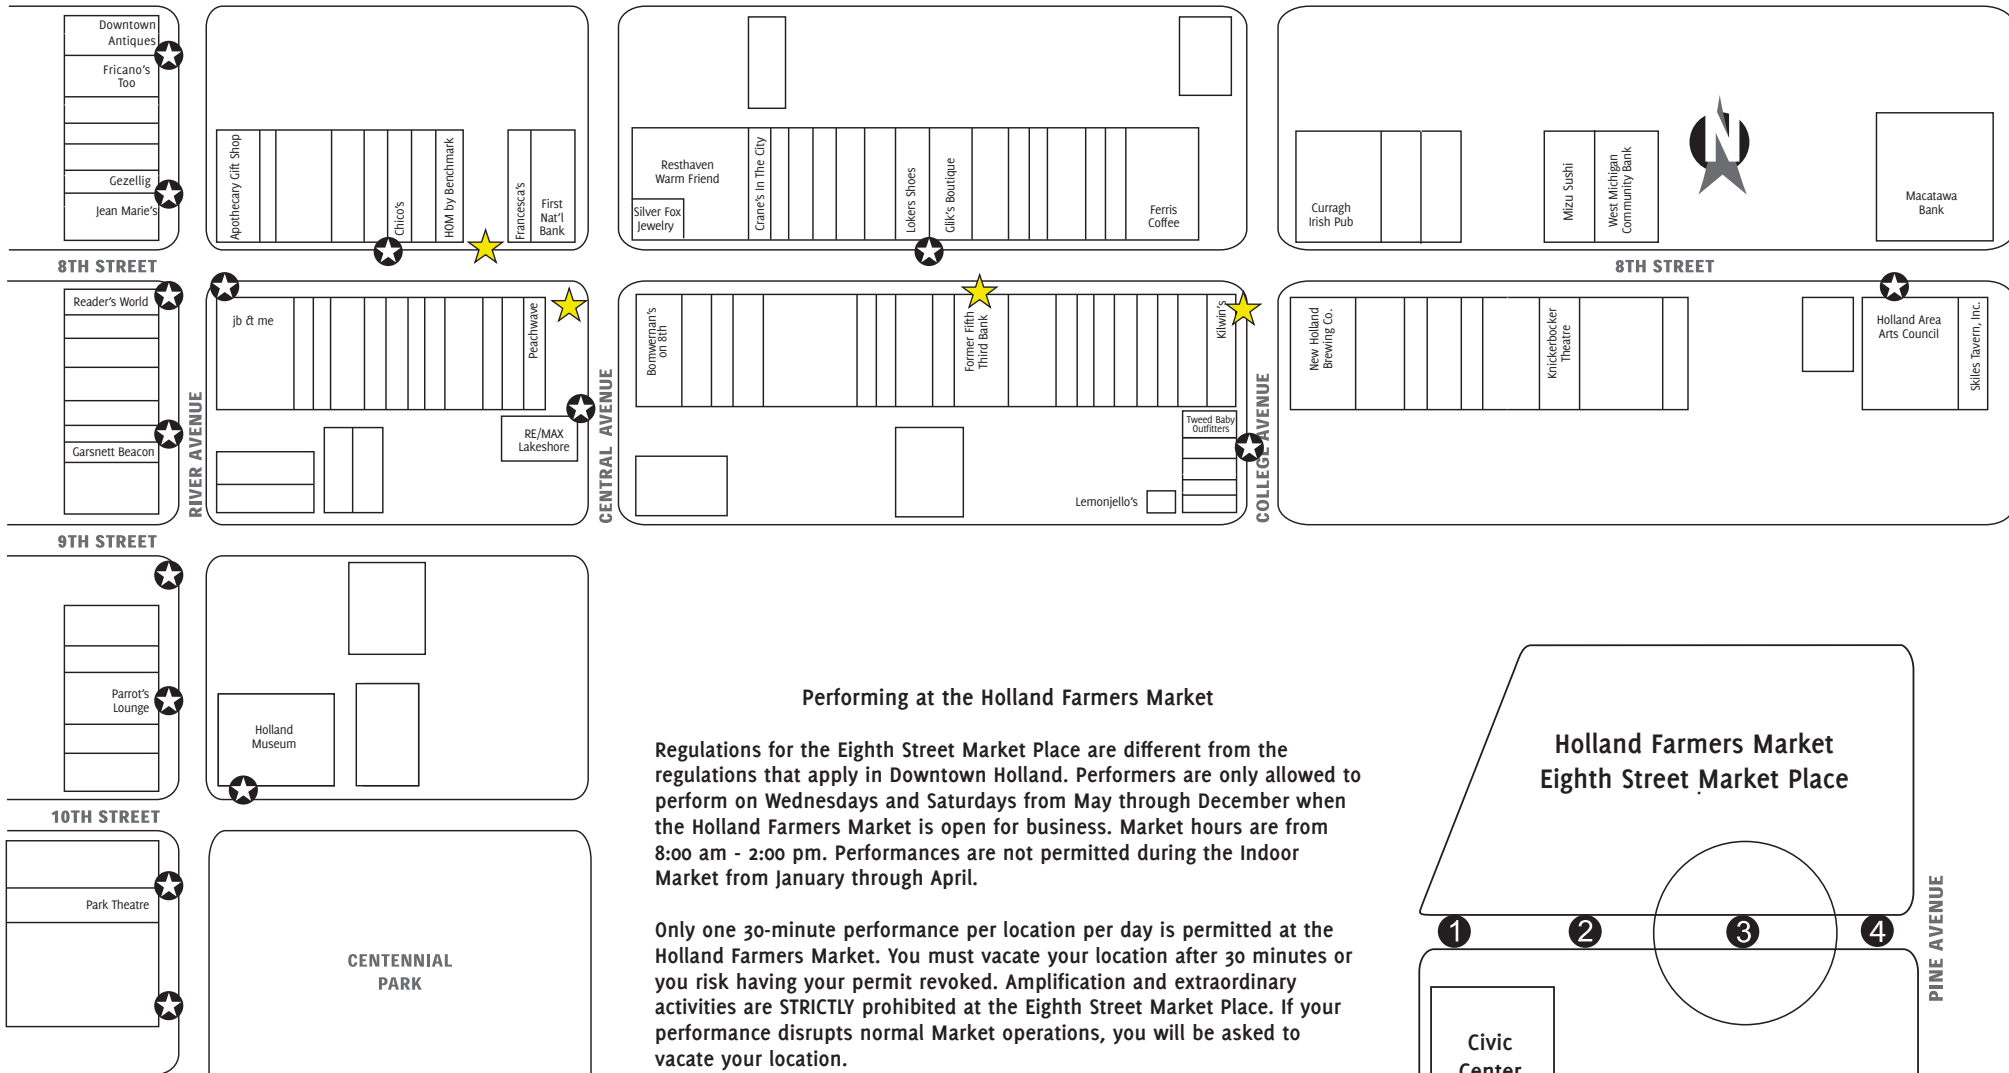 Downtown
Antiques
Fricano's
Too
Gezellig
Jean Marie's
Apothecary Gift Shop
Chico's
HOM by Benchmark
Francesca's
First
Nat'l
Bank
Resthaven
Warm Friend
Silver Fox
Jewelry
Crane's In The City
Lokers Shoes
Glik's Boutique
Ferris
Coffee
Curragh
Irish Pub
Mizu Sushi
West Michigan
Community Bank
N
Macatawa
Bank
8TH STREET
8TH STREET
Reader's World
Garsnett Beacon
RIVER AVENUE
jb & me
Peachwave
RE/MAX
Lakeshore
CENTRAL AVENUE
Bornwernan's
on 8th
Former Fifth
Third Bank
Kilwin's
Tweed Baby
Outfitters
Lemonjello's
COLLEGE AVENUE
New Holland
Brewing Co.
Knickerbocker
Theatre
Holland Area
Arts Council
Skiles Tavern, Inc.
9TH STREET
Parrot's
Lounge
Holland
Museum
10TH STREET
Park Theatre
CENTENNIAL
PARK
Performing at the Holland Farmers Market
Regulations for the Eighth Street Market Place are different from the
regulations that apply in Downtown Holland. Performers are only allowed to
perform on Wednesdays and Saturdays from May through December when
the Holland Farmers Market is open for business. Market hours are from
8:00 am - 2:00 pm. Performances are not permitted during the Indoor
Market from January through April.
Only one 30-minute performance per location per day is permitted at the
Holland Farmers Market. You must vacate your location after 30 minutes or
you risk having your permit revoked. Amplification and extraordinary
activities are STRICTLY prohibited at the Eighth Street Market Place. If your
performance disrupts normal Market operations, you will be asked to
vacate your location.
Holland Farmers Market
Eighth Street Market Place
1 2 3 4
PINE AVENUE
Civic
Center